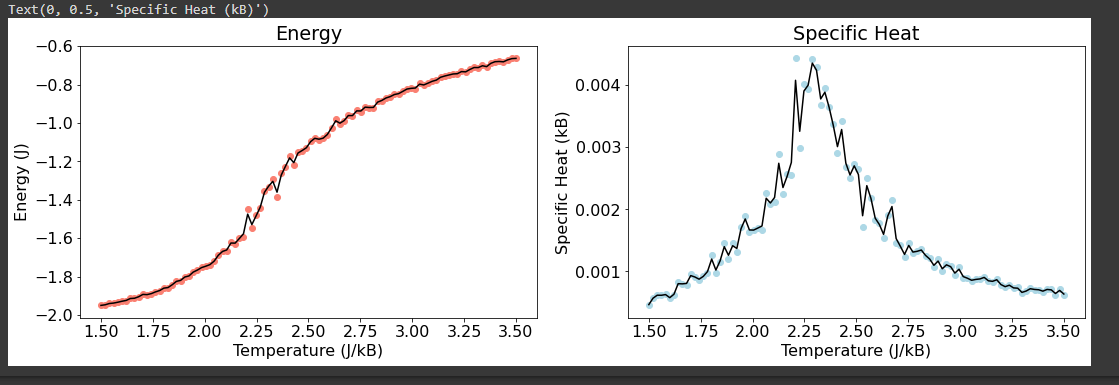 Text(0, 0.5, 'Specific Heat (kB)')
Energy
Energy (J)
−0.6
−0.8
−1.0
−1.2
−1.4
−1.6
−1.8
−2.0
1.50 1.75 2.00 2.25 2.50 2.75 3.00 3.25 3.50
Temperature (J/kB)
Specific Heat
Specific Heat (kB)
0.004
0.003
0.002
0.001
1.50 1.75 2.00 2.25 2.50 2.75 3.00 3.25 3.50
Temperature (J/kB)